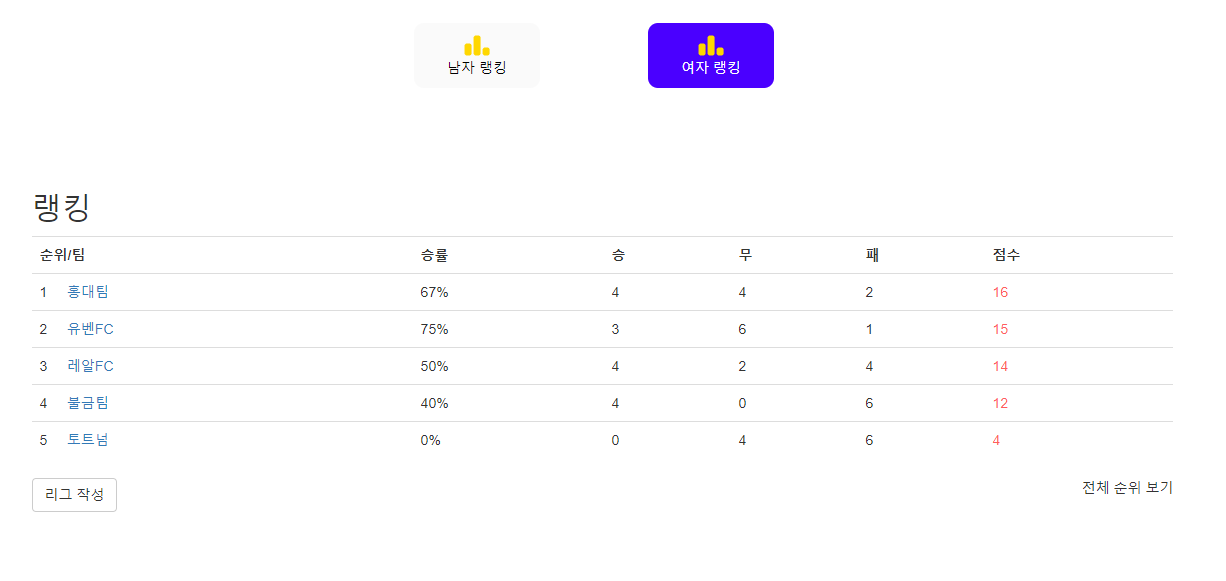 남자 랭킹 여자 랭킹
랭킹
순위/팀 승률 승 무 패 점수
1 홍대팀 67% 4 4 2 16
2 유벤FC 75% 3 6 1 15
3 레알FC 50% 4 2 4 14
4 불금팀 40% 4 0 6 12
5 토트넘 0% 0 4 6 4
리그 작성 전체 순위 보기